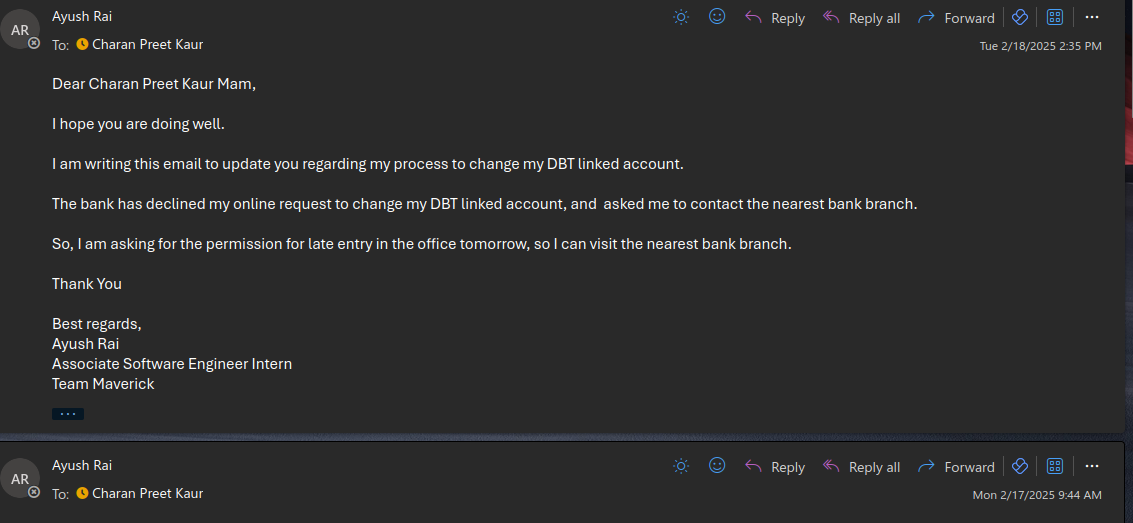 AR
Ayush Rai
Reply
Reply all
Forward
To: Charan Preet Kaur
Tue 2/18/2025 2:35 PM
Dear Charan Preet Kaur Mam,
I hope you are doing well.
I am writing this email to update you regarding my process to change my DBT linked account.
The bank has declined my online request to change my DBT linked account, and  asked me to contact the nearest bank branch.
So, I am asking for the permission for late entry in the office tomorrow, so I can visit the nearest bank branch.
Thank You
Best regards,
Ayush Rai
Associate Software Engineer Intern
Team Maverick
AR
Ayush Rai
Reply
Reply all
Forward
To: Charan Preet Kaur
Mon 2/17/2025 9:44 AM